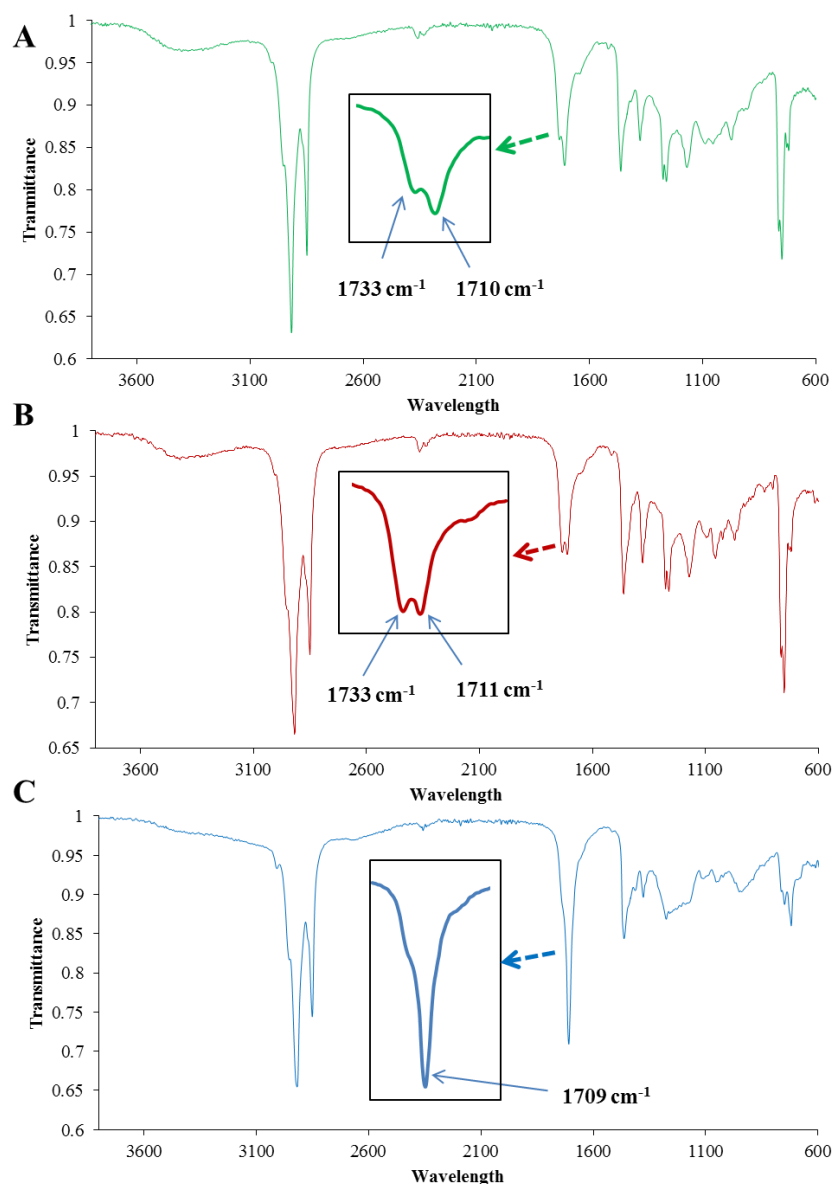 A
1
0.95
0.9
0.85
0.8
0.75
0.7
0.65
0.6
Tranmittance
1733 cm-1
1710 cm-1
3600 3100 2600 2100 1600 1100 600
Wavelength
B
1
0.95
0.9
0.85
0.8
0.75
0.7
0.65
Transmittance
1733 cm-1
1711 cm-1
3600 3100 2600 2100 1600 1100 600
Wavelength
C
1
0.95
0.9
0.85
0.8
0.75
0.7
0.65
0.6
Transmittance
1709 cm-1
3600 3100 2600 2100 1600 1100 600
Wavelength